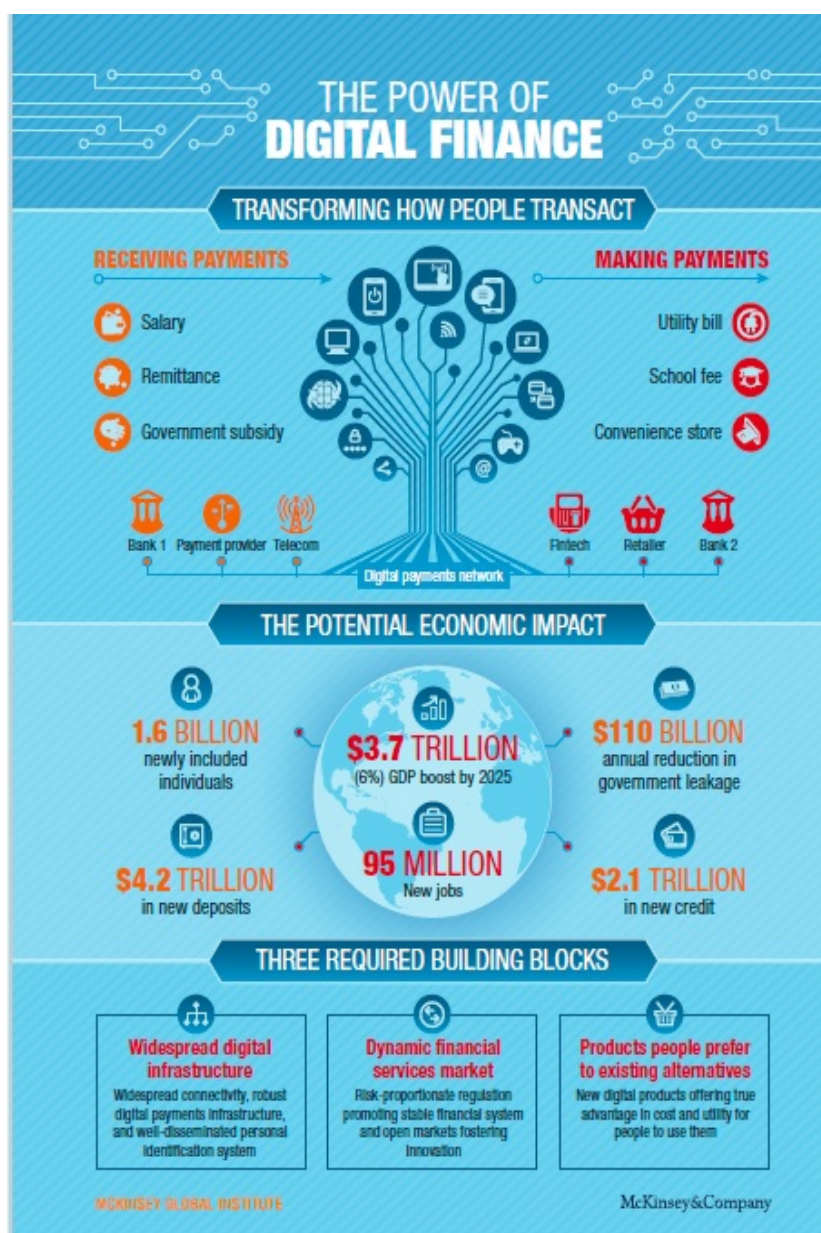 THE POWER OF
DIGITAL FINANCE
TRANSFORMING HOW PEOPLE TRANSACT
RECEIVING PAYMENTS
Salary
Remittance
Government subsidy
MAKING PAYMENTS
Utility bill
School fee
Convenience store
Bank 1
Payment provider
Telecom
Fintech
Retailer
Bank 2
Digital payments network
THE POTENTIAL ECONOMIC IMPACT
1.6 BILLION
newly included
individuals
$4.2 TRILLION
in new deposits
$3.7 TRILLION
(6%) GDP boost by 2025
95 MILLION
New jobs
$110 BILLION
annual reduction in
government leakage
$2.1 TRILLION
in new credit
THREE REQUIRED BUILDING BLOCKS
Widespread digital
infrastructure
Widespread connectivity, robust
digital payments infrastructure,
and well-disseminated personal
identification system
Dynamic financial
services market
Risk-proportionate regulation
promoting stable financial system
and open markets fostering
innovation
Products people prefer
to existing alternatives
New digital products offering true
advantage in cost and utility for
people to use them
MCKINSEY GLOBAL INSTITUTE
McKinsey&Company